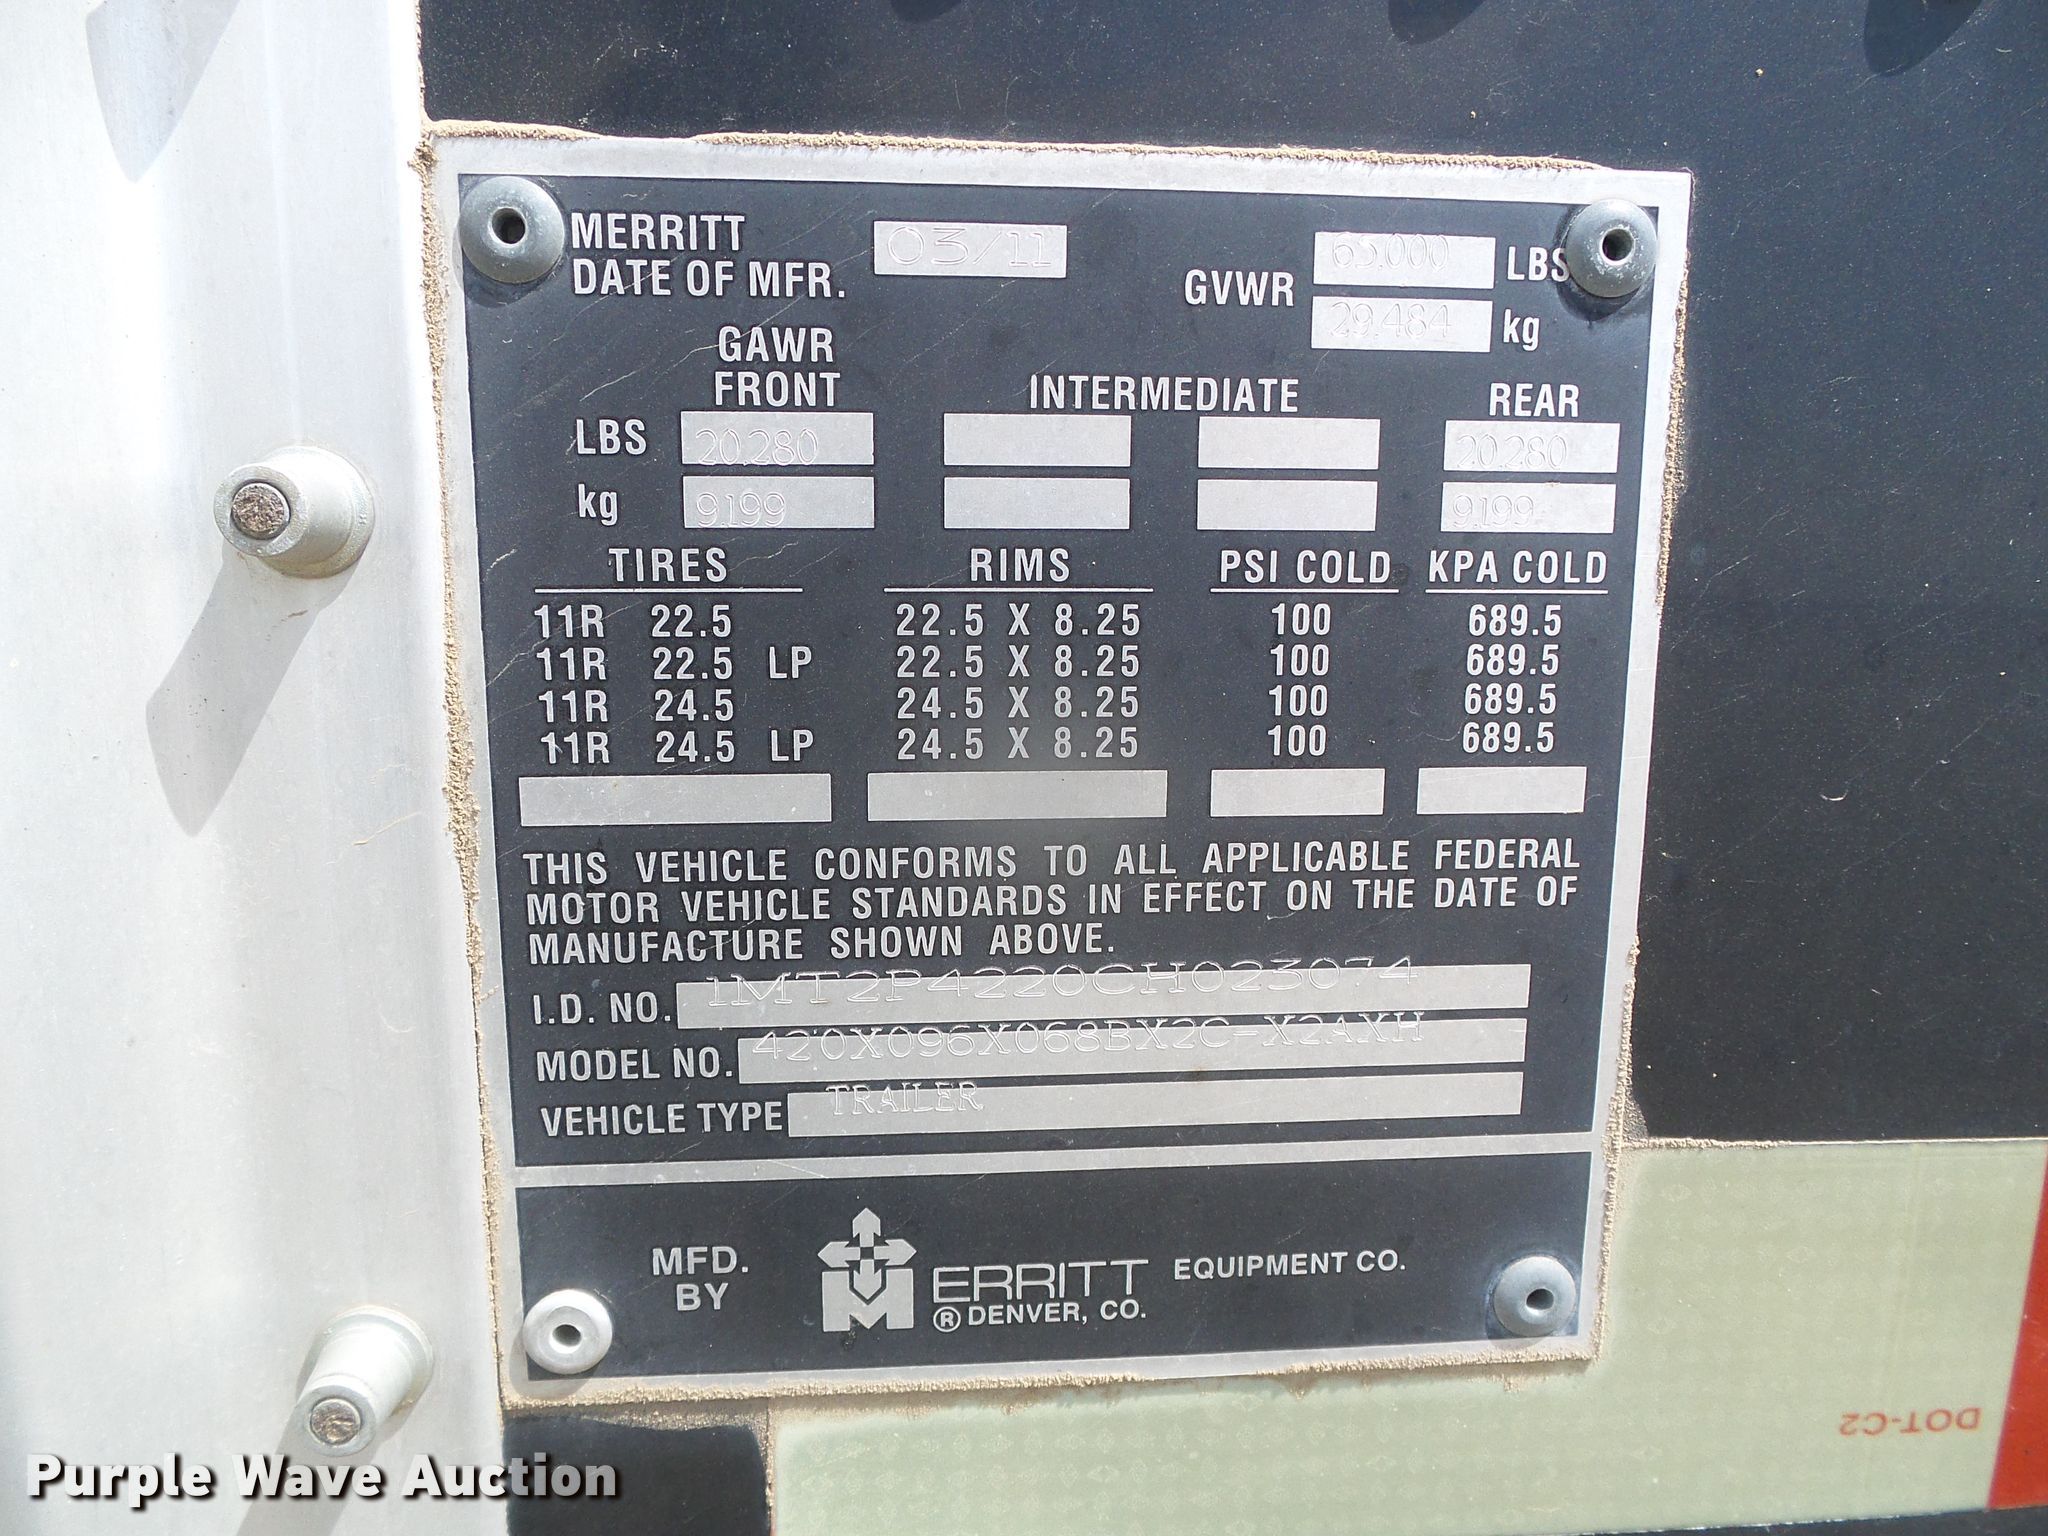 MERRITT
DATE OF MFR. 03/11
GVWR 65,000 LBS
29,484 kg
GAWR
FRONT INTERMEDIATE REAR
LBS 20,280 20,280
kg 9,199 9,199
TIRES RIMS PSI COLD KPA COLD
11R 22.5 22.5 X 8.25 100 689.5
11R 22.5 LP 22.5 X 8.25 100 689.5
11R 24.5 24.5 X 8.25 100 689.5
11R 24.5 LP 24.5 X 8.25 100 689.5
THIS VEHICLE CONFORMS TO ALL APPLICABLE FEDERAL
MOTOR VEHICLE STANDARDS IN EFFECT ON THE DATE OF
MANUFACTURE SHOWN ABOVE.
I.D. NO. 1MT2P4220CH023074
MODEL NO. 420X096X068BX2C-X2AXH
VEHICLE TYPE TRAILER
MFD. BY MERRITT EQUIPMENT CO.
® DENVER, CO.
DOT-C2
Purple Wave Auction